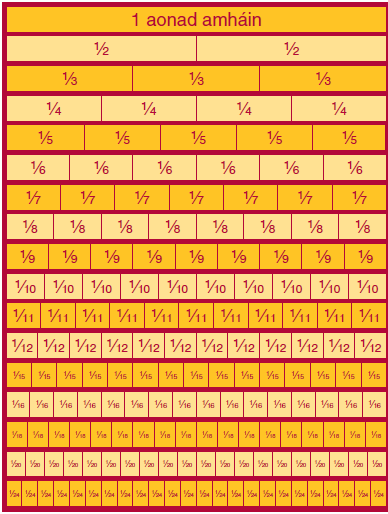 1 aonad amháin
½ ½
⅓ ⅓ ⅓
¼ ¼ ¼ ¼
⅕ ⅕ ⅕ ⅕ ⅕
⅙ ⅙ ⅙ ⅙ ⅙ ⅙
1/7 1/7 1/7 1/7 1/7 1/7 1/7
⅛ ⅛ ⅛ ⅛ ⅛ ⅛ ⅛ ⅛
1/9 1/9 1/9 1/9 1/9 1/9 1/9 1/9 1/9
1/10 1/10 1/10 1/10 1/10 1/10 1/10 1/10 1/10 1/10
1/11 1/11 1/11 1/11 1/11 1/11 1/11 1/11 1/11 1/11 1/11
1/12 1/12 1/12 1/12 1/12 1/12 1/12 1/12 1/12 1/12 1/12 1/12
1/15 1/15 1/15 1/15 1/15 1/15 1/15 1/15 1/15 1/15 1/15 1/15 1/15 1/15 1/15
1/16 1/16 1/16 1/16 1/16 1/16 1/16 1/16 1/16 1/16 1/16 1/16 1/16 1/16 1/16 1/16
1/18 1/18 1/18 1/18 1/18 1/18 1/18 1/18 1/18 1/18 1/18 1/18 1/18 1/18 1/18 1/18 1/18 1/18
1/20 1/20 1/20 1/20 1/20 1/20 1/20 1/20 1/20 1/20 1/20 1/20 1/20 1/20 1/20 1/20 1/20 1/20 1/20 1/20
1/24 1/24 1/24 1/24 1/24 1/24 1/24 1/24 1/24 1/24 1/24 1/24 1/24 1/24 1/24 1/24 1/24 1/24 1/24 1/24 1/24 1/24 1/24 1/24